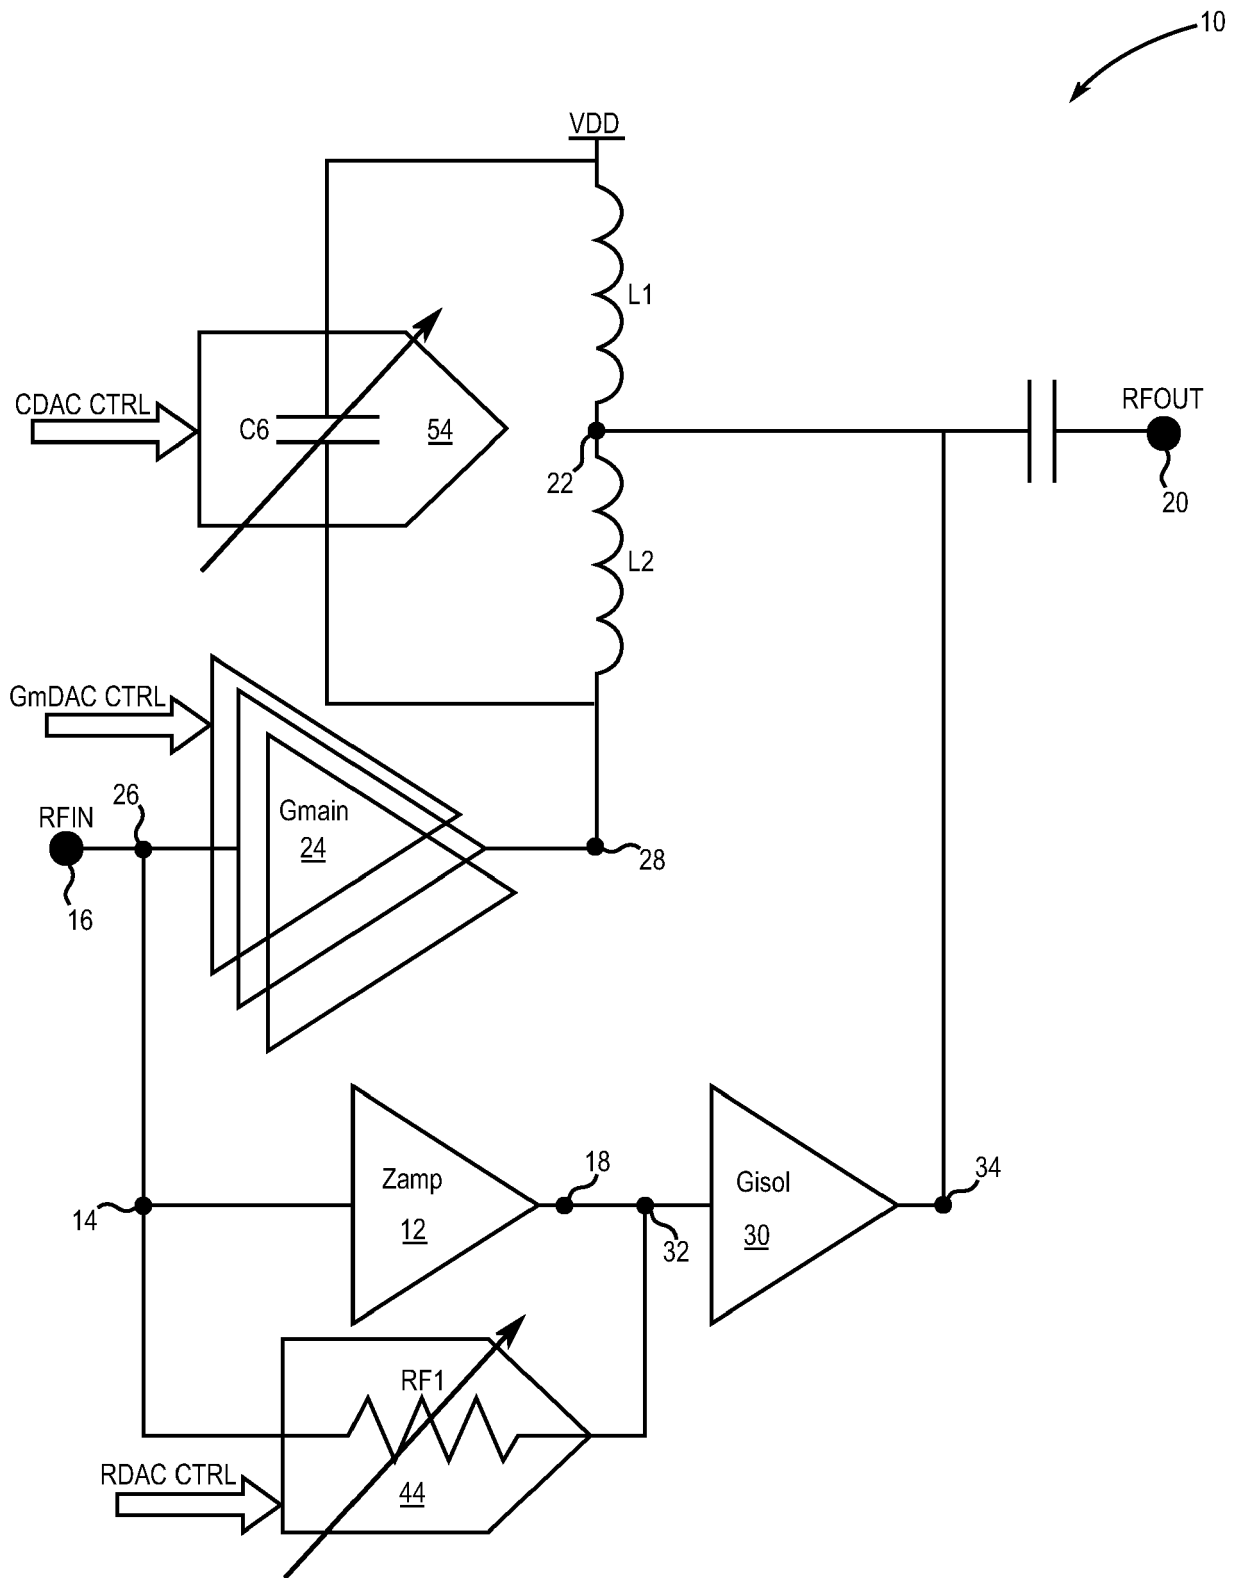 10
VDD
L1
CDAC CTRL
C6
54
RFOUT
22
20
L2
GmDAC CTRL
26
RFIN
Gmain
24
28
16
18
34
Zamp
Gisol
14
12
32
30
RF1
RDAC CTRL
44